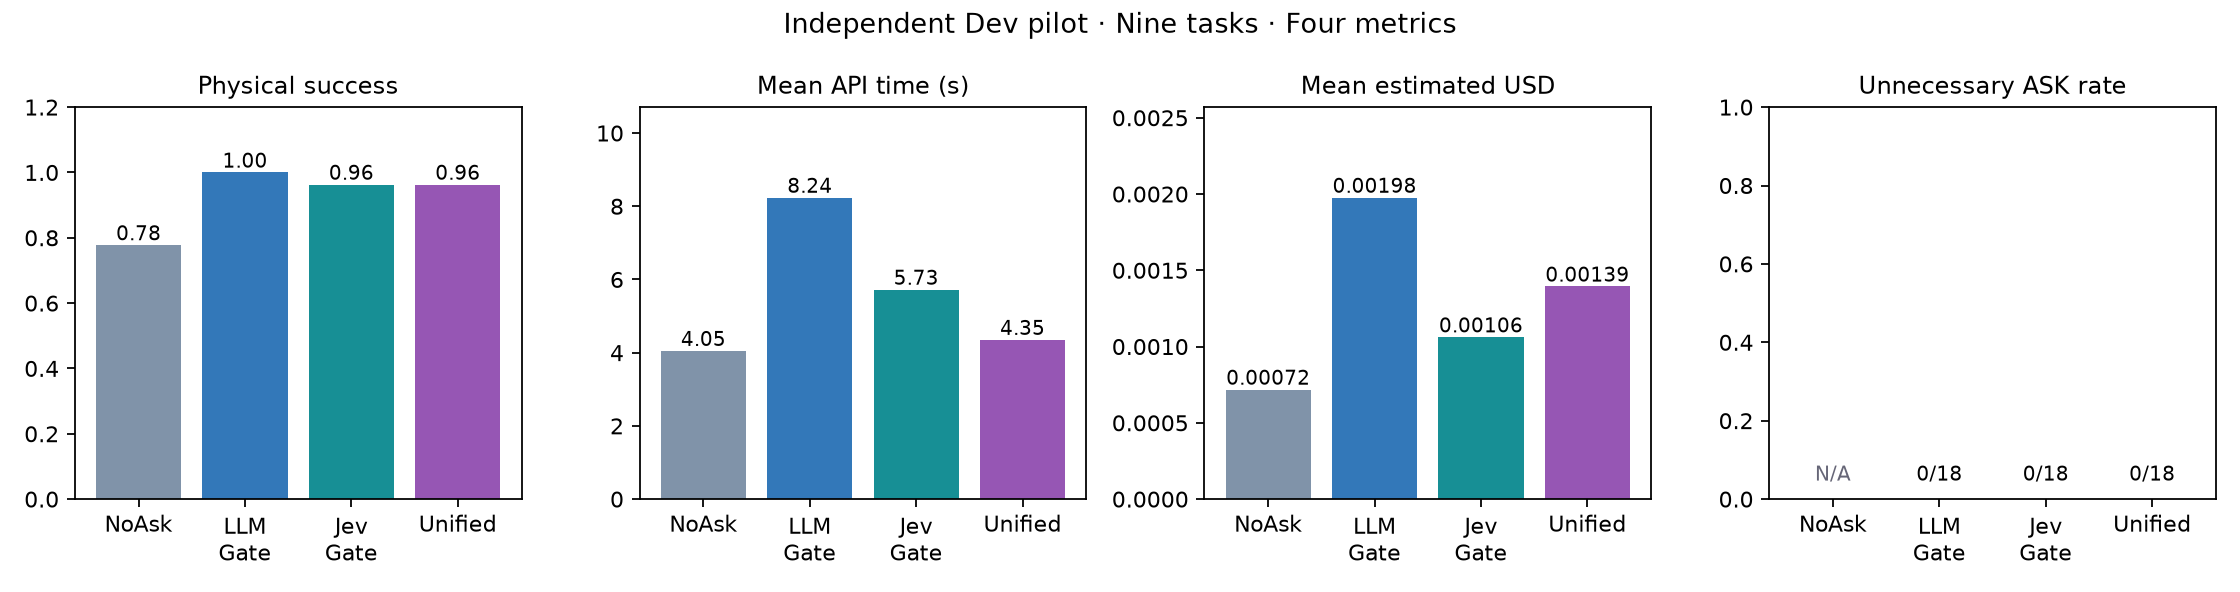 Independent Dev pilot · Nine tasks · Four metrics
Physical success
1.2
1.0
0.8
0.6
0.4
0.2
0.0
0.78
1.00
0.96
0.96
NoAsk
LLM
Gate
Jev
Gate
Unified
Mean API time (s)
10
8
6
4
2
0
4.05
8.24
5.73
4.35
NoAsk
LLM
Gate
Jev
Gate
Unified
Mean estimated USD
0.0025
0.0020
0.0015
0.0010
0.0005
0.0000
0.00072
0.00198
0.00106
0.00139
NoAsk
LLM
Gate
Jev
Gate
Unified
Unnecessary ASK rate
1.0
0.8
0.6
0.4
0.2
0.0
N/A
0/18
0/18
0/18
NoAsk
LLM
Gate
Jev
Gate
Unified